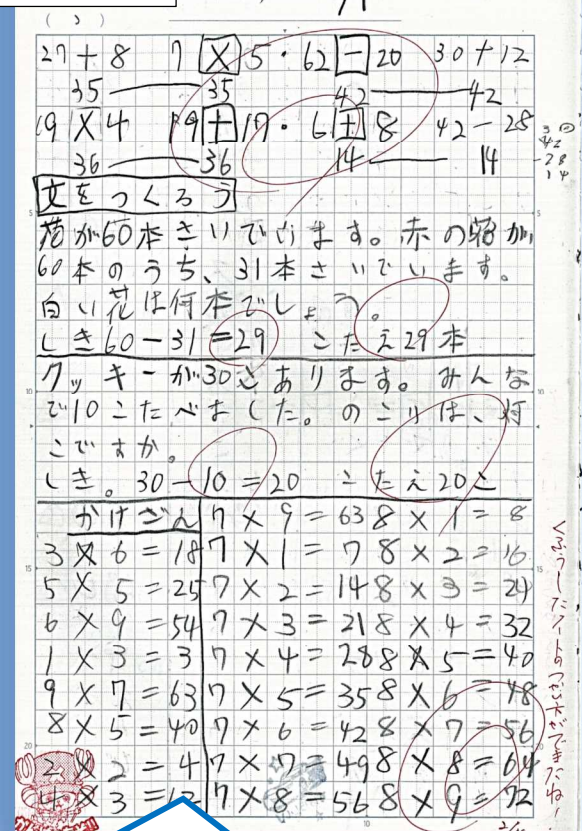 27+8 7×5・62−20 30+12
35 35 42 42
9×4 19+17・6+8 42−28
36 36 14 14
文をつくろう
花が60本さいています。赤の花が、
60本のうち、31本さいています。
白い花は何本でしょう。
しき60−31=29 こたえ29本
クッキーが30こあります。みんな
で10こたべました。のこりは、何
こですか。
しき。30−10=20 こたえ20こ
かけざん 7×9=63 8×1=8
3×6=18 7×1=7 8×2=16
5×5=25 7×2=14 8×3=24
6×9=54 7×3=21 8×4=32
1×3=3 7×4=28 8×5=40
9×7=63 7×5=35 8×6=48
8×5=40 7×6=42 8×7=56
2×2=4 7×7=49 8×8=64
4×3=12 7×8=56 8×9=72
42
28
14
くふうしたノートのつかい方ができたね!